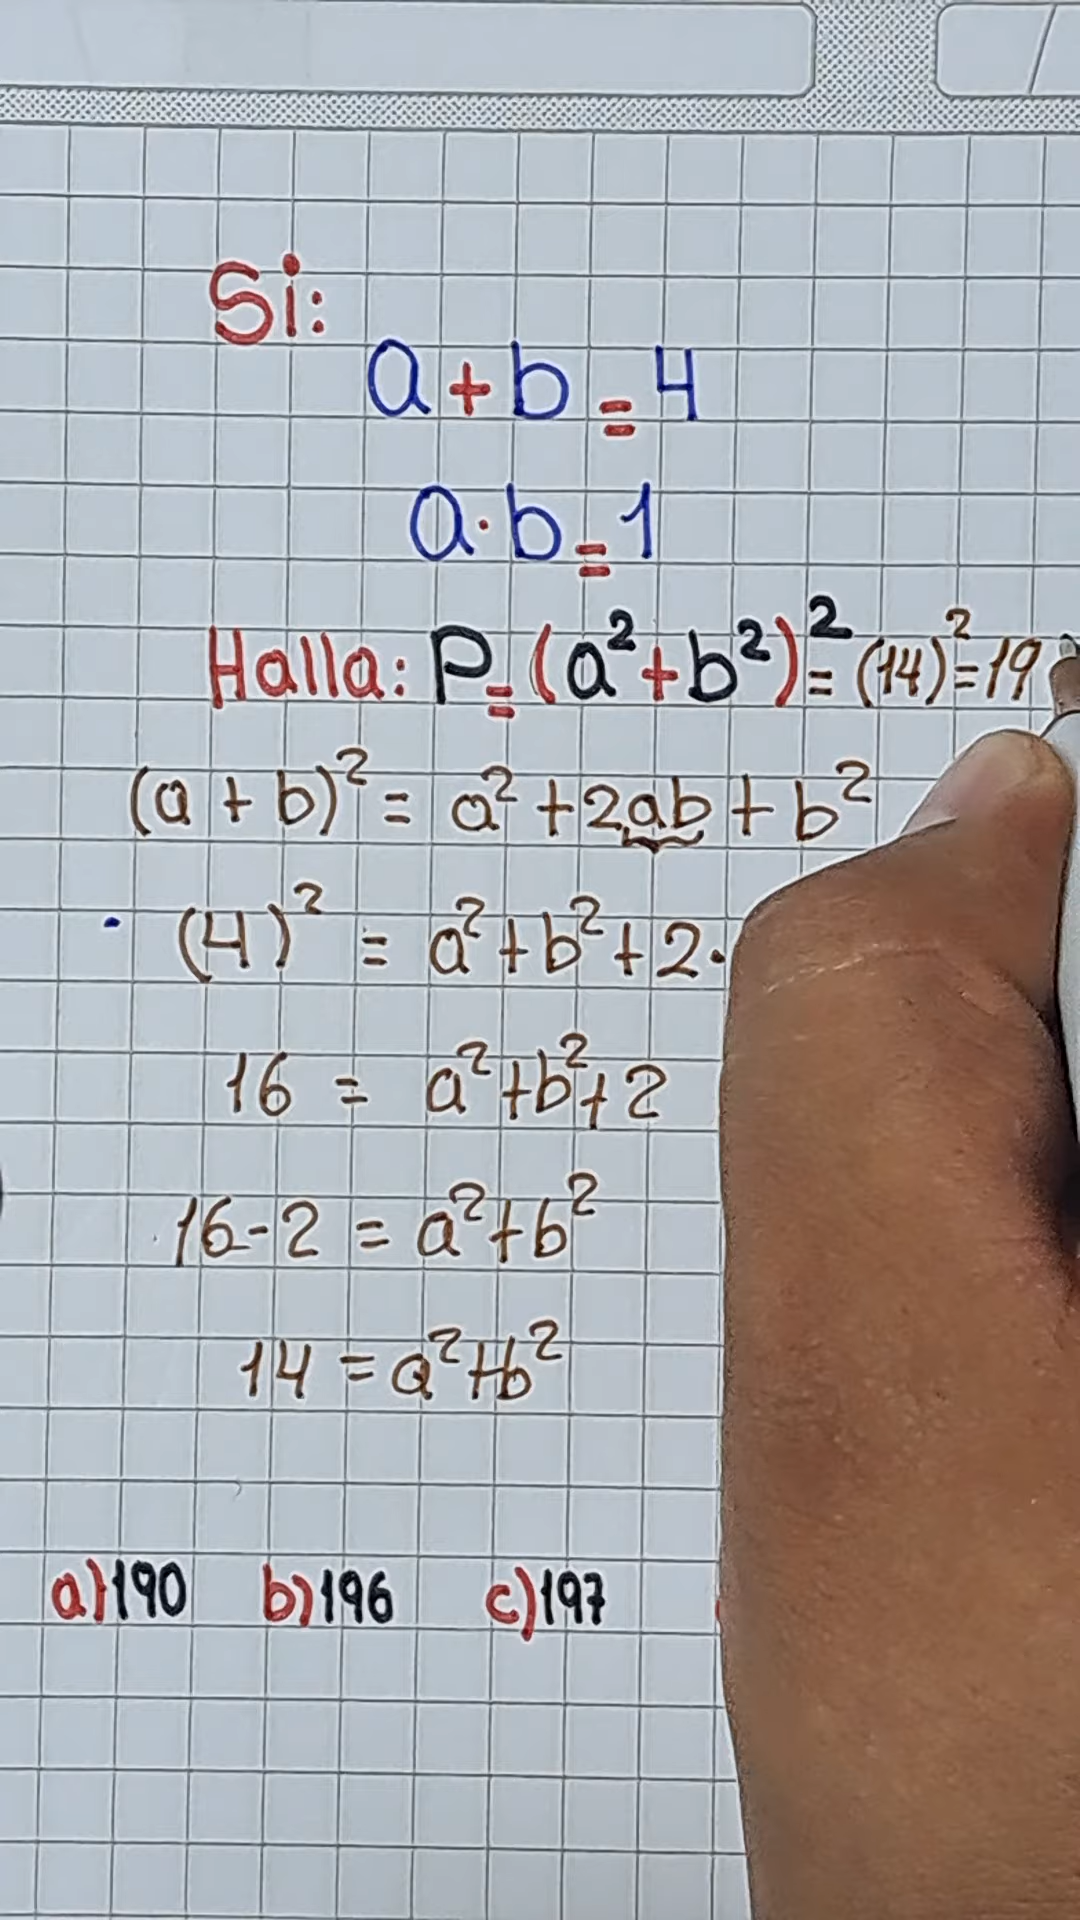 Si:
a + b = 4
a · b = 1
Halla: P = (a² + b²)² = (14)² = 19
(a + b)² = a² + 2ab + b²
(4)² = a² + b² + 2 ·
16 = a² + b² + 2
16 - 2 = a² + b²
14 = a² + b²
a) 190 b) 196 c) 197